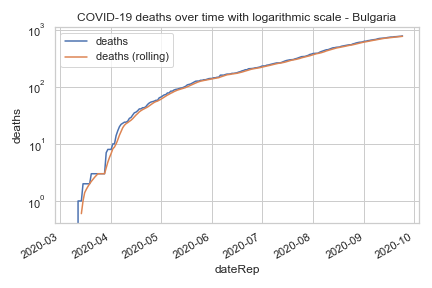 COVID-19 deaths over time with logarithmic scale - Bulgaria
deaths
deaths (rolling)
10³
10²
10¹
10⁰
deaths
2020-03
2020-04
2020-05
2020-06
2020-07
2020-08
2020-09
2020-10
dateRep